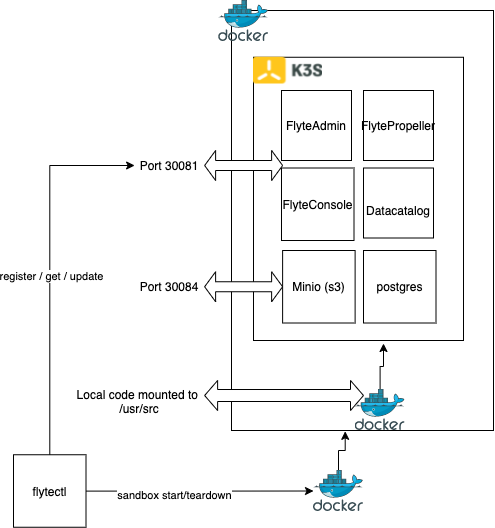 docker
K3S
FlyteAdmin
FlytePropeller
Port 30081
FlyteConsole
Datacatalog
register / get / update
Port 30084
Minio (s3)
postgres
Local code mounted to
/usr/src
docker
flytectl
sandbox start/teardown
docker